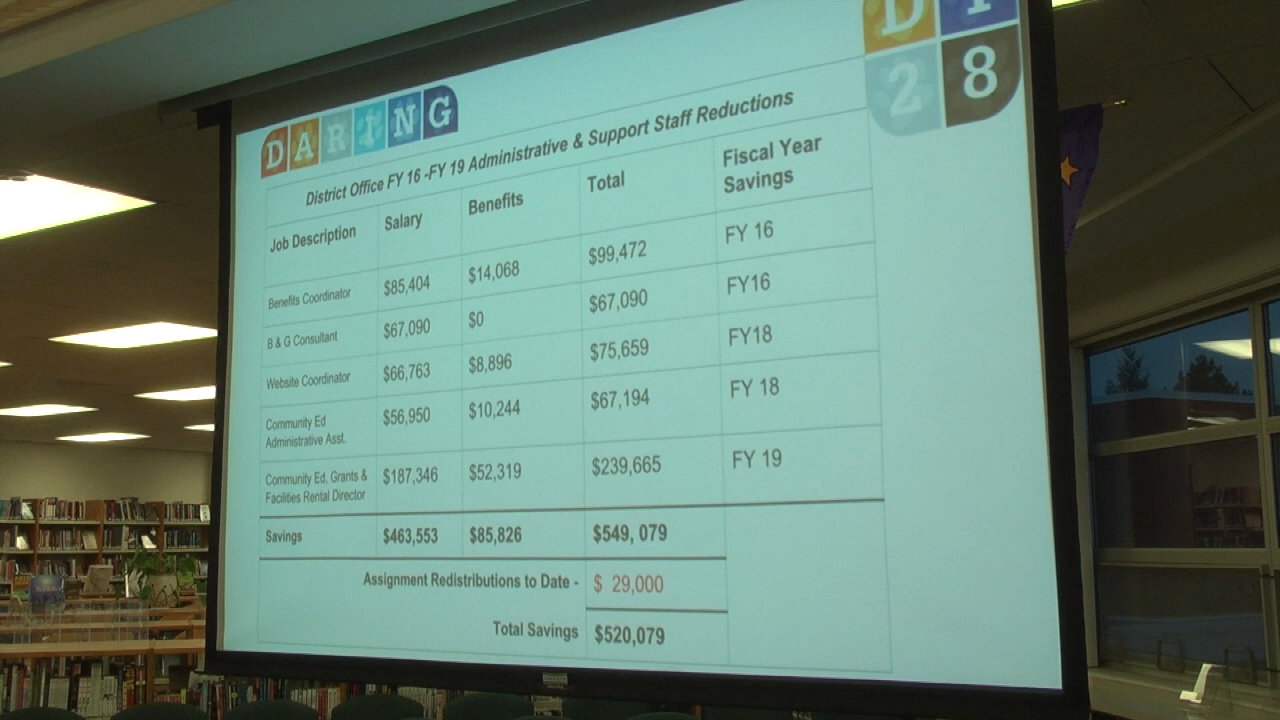 DARING
D 1
28
District Office FY 16 -FY 19 Administrative & Support Staff Reductions
Job Description Salary Benefits Total Fiscal Year
Savings
Benefits Coordinator $85,404 $14,068 $99,472 FY 16
B & G Consultant $67,090 $0 $67,090 FY16
Website Coordinator $66,763 $8,896 $75,659 FY18
Community Ed
Administrative Asst. $56,950 $10,244 $67,194 FY 18
Community Ed, Grants &
Facilities Rental Director $187,346 $52,319 $239,665 FY 19
Savings $463,553 $85,826 $549, 079
Assignment Redistributions to Date - $ 29,000
Total Savings $520,079